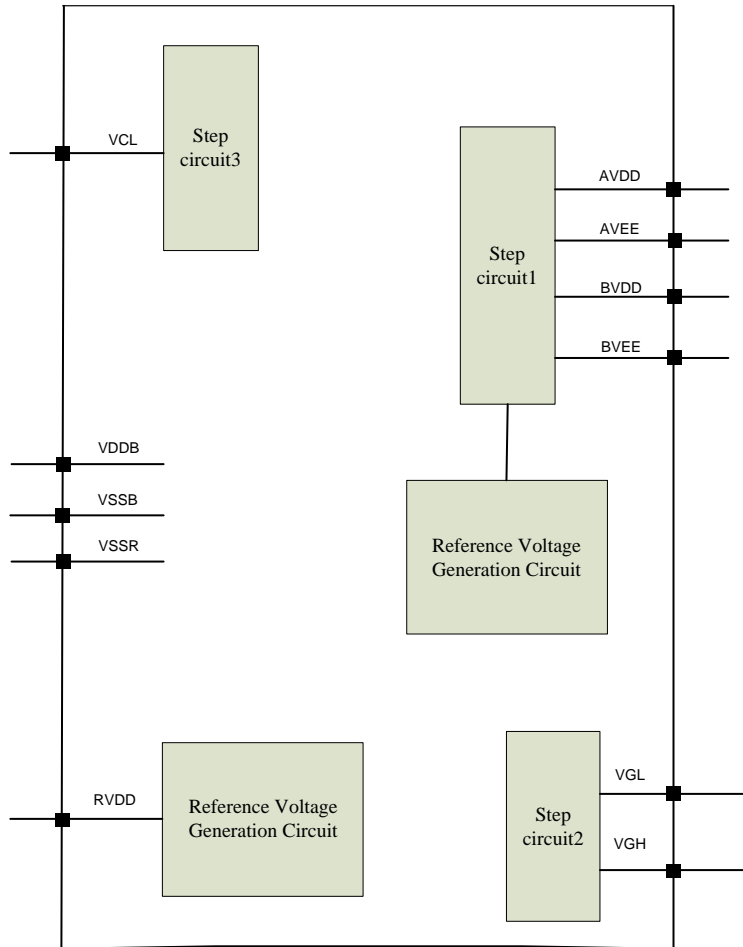 VCL
Step
circuit3
Step
circuit1
AVDD
AVEE
BVDD
BVEE
VDDB
VSSB
VSSR
Reference Voltage
Generation Circuit
RVDD
Reference Voltage
Generation Circuit
Step
circuit2
VGL
VGH